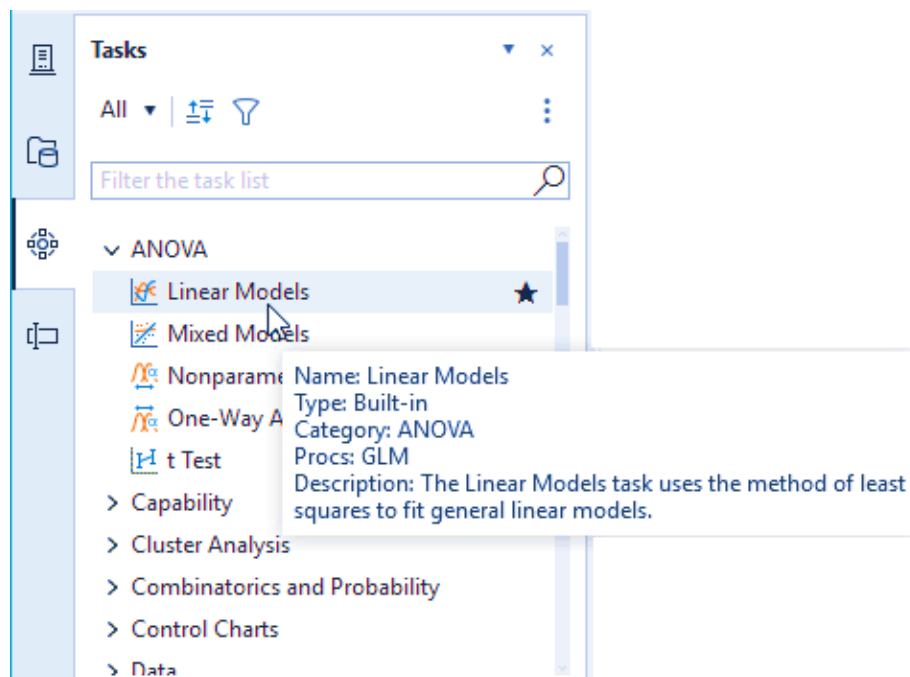 Tasks
All
Filter the task list
ANOVA
Linear Models
Mixed Models
Nonparame
One-Way A
t Test
Name: Linear Models
Type: Built-in
Category: ANOVA
Procs: GLM
Description: The Linear Models task uses the method of least
squares to fit general linear models.
Capability
Cluster Analysis
Combinatorics and Probability
Control Charts
Data